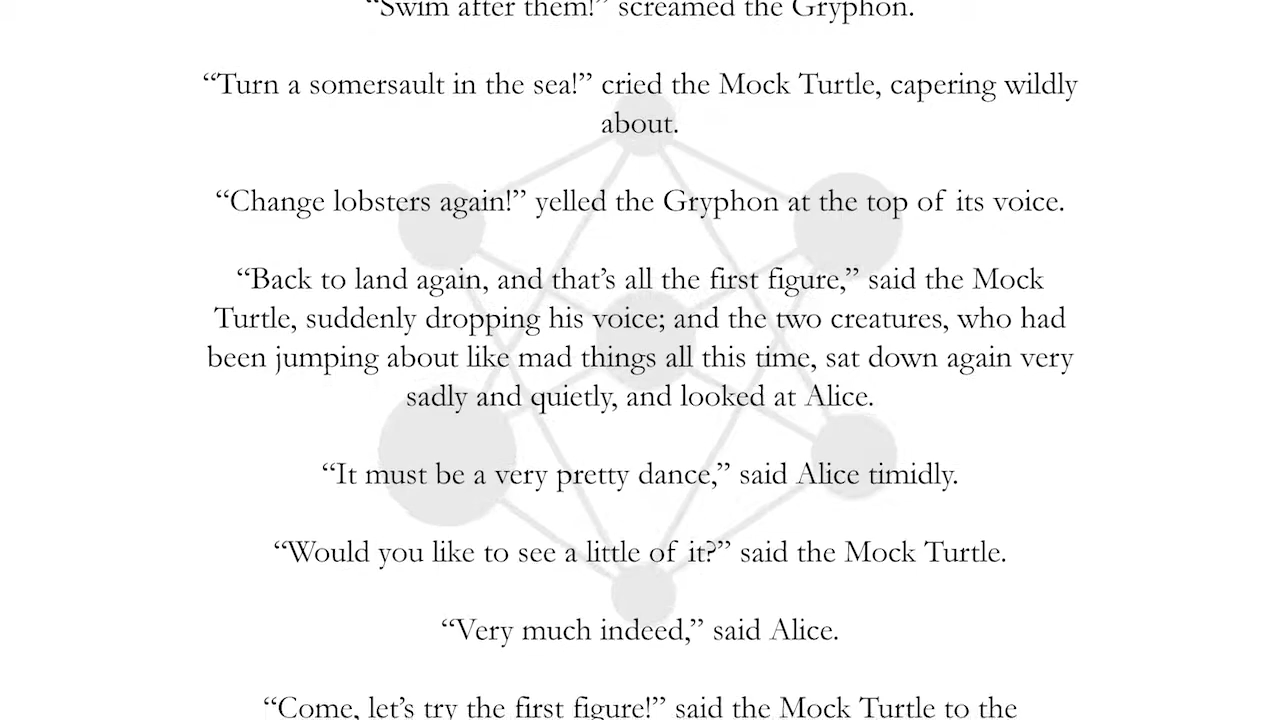 “Swim after them!” screamed the Gryphon.
“Turn a somersault in the sea!” cried the Mock Turtle, capering wildly
about.
“Change lobsters again!” yelled the Gryphon at the top of its voice.
“Back to land again, and that’s all the first figure,” said the Mock
Turtle, suddenly dropping his voice; and the two creatures, who had
been jumping about like mad things all this time, sat down again very
sadly and quietly, and looked at Alice.
“It must be a very pretty dance,” said Alice timidly.
“Would you like to see a little of it?” said the Mock Turtle.
“Very much indeed,” said Alice.
“Come, let’s try the first figure!” said the Mock Turtle to the